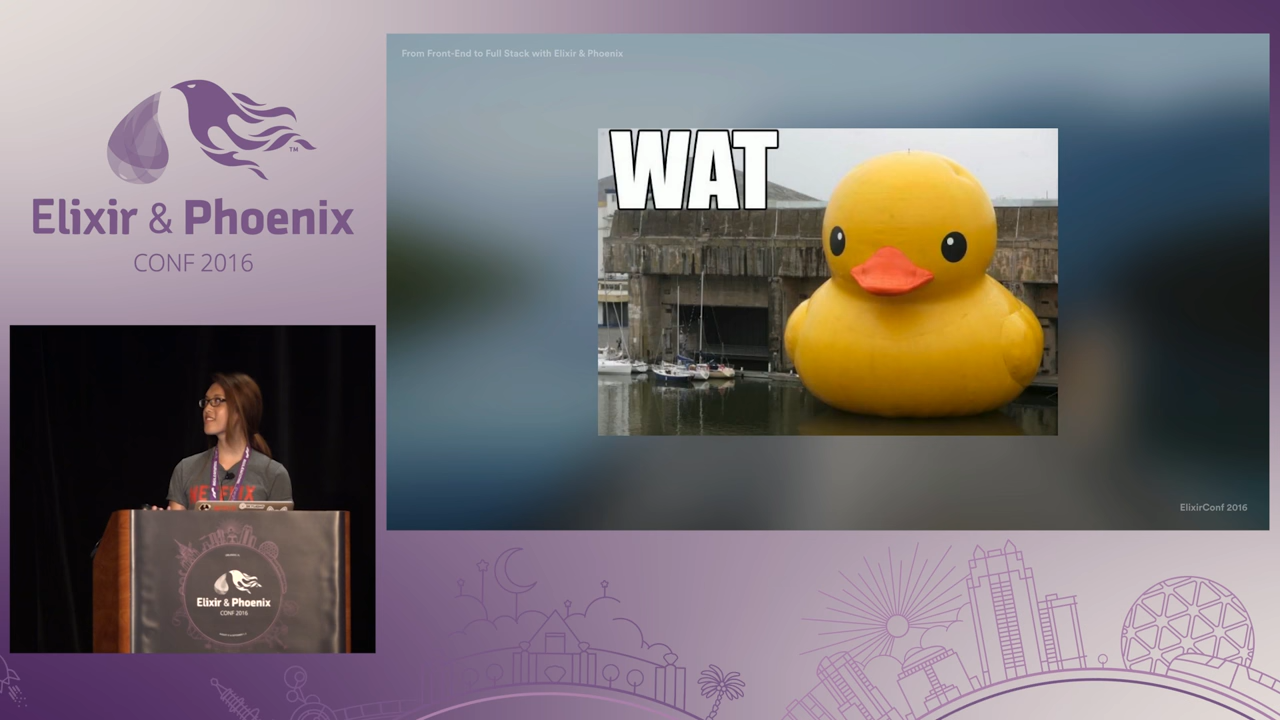 Elixir & Phoenix
TM
CONF 2016
From Front-End to Full Stack with Elixir & Phoenix
WAT
ElixirConf 2016
NETFLIX
Elixir & Phoenix
CONF 2016